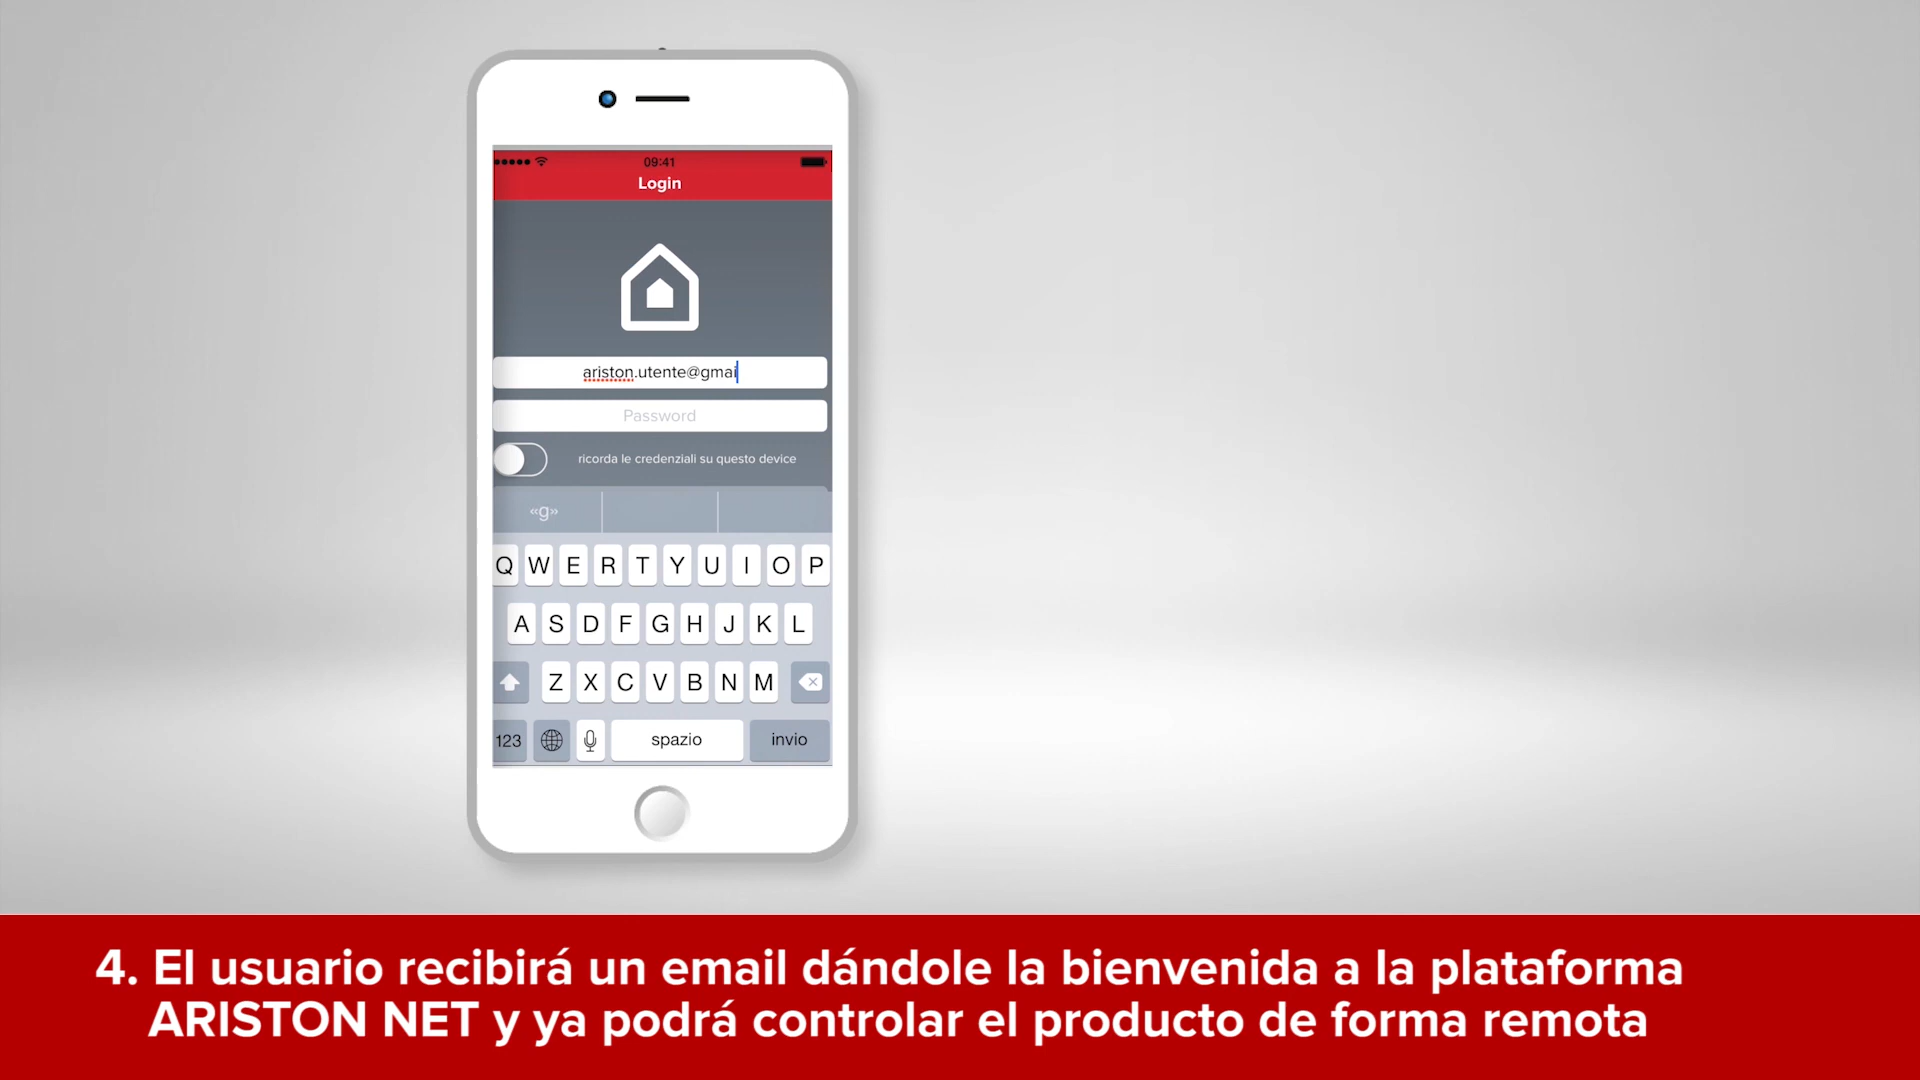 09:41
Login
ariston.utente@gmai
Password
ricorda le credenziali su questo device
«g»
Q W E R T Y U I O P
A S D F G H J K L
Z X C V B N M
123 spazio invio
4. El usuario recibirá un email dándole la bienvenida a la plataforma
ARISTON NET y ya podrá controlar el producto de forma remota